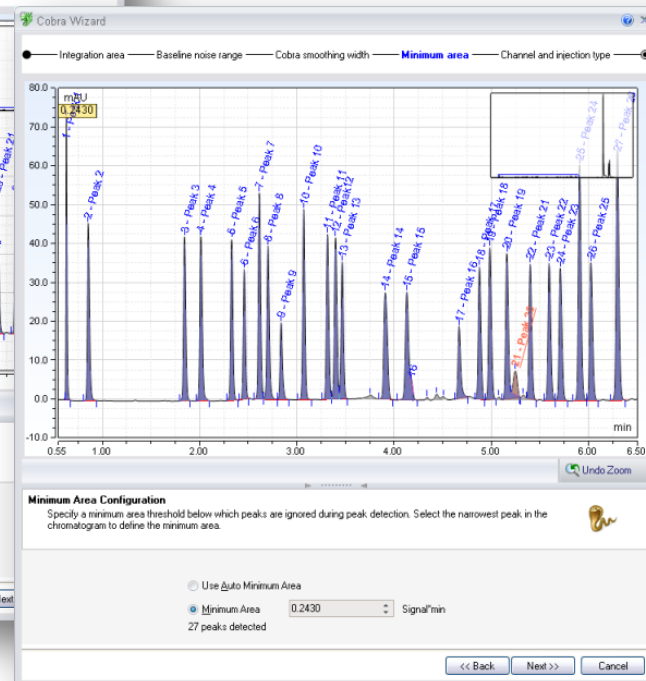 Cobra Wizard
Integration area
Baseline noise range
Cobra smoothing width
Minimum area
Channel and injection type
80.0
mAU
0.2430
70.0
60.0
50.0
40.0
30.0
20.0
10.0
0.0
-10.0
2 - Peak 2
3 - Peak 3
4 - Peak 4
5 - Peak 5
6 - Peak 6
7 - Peak 7
8 - Peak 8
9 - Peak 9
10 - Peak 10
11 - Peak 11
12 - Peak 12
13 - Peak 13
14 - Peak 14
15 - Peak 15
16
17 - Peak 16
18 - Peak 17
19 - Peak 18
20 - Peak 19
21 - Peak 20
22 - Peak 21
23 - Peak 22
24 - Peak 23
25 - Peak 24
26 - Peak 25
min
0.55 1.00 2.00 3.00 4.00 5.00 6.00 6.50
Undo Zoom
Minimum Area Configuration
Specify a minimum area threshold below which peaks are ignored during peak detection. Select the narrowest peak in the
chromatogram to define the minimum area.
Use Auto Minimum Area
Minimum Area 0.2430 Signal*min
27 peaks detected
<< Back Next >> Cancel